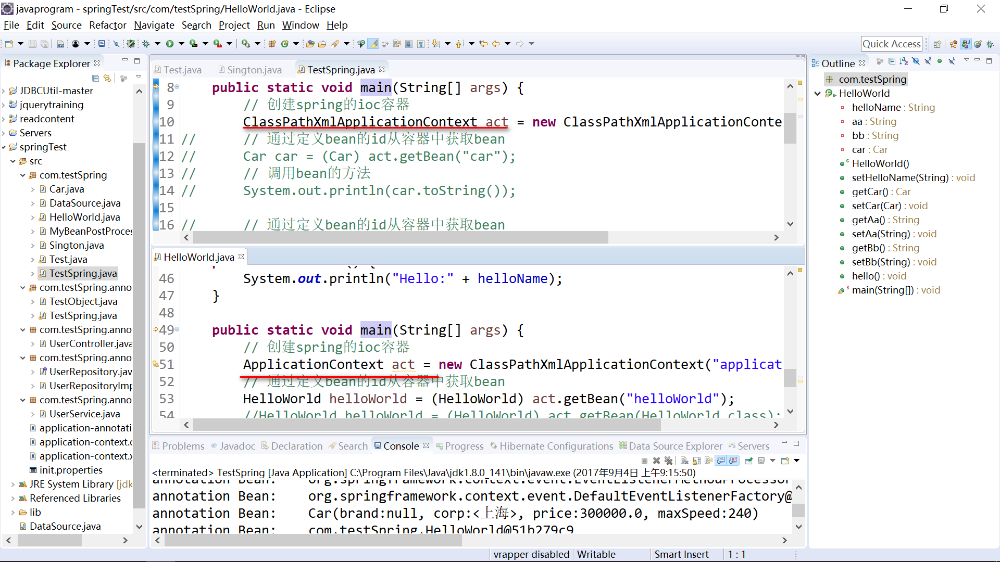 javaprogram - springTest/src/com/testSpring/HelloWorld.java - Eclipse
File Edit Source Refactor Navigate Search Project Run Window Help
Quick Access
Package Explorer
JDBCUtil-master
jquerytraining
readcontent
Servers
springTest
src
com.testSpring
Car.java
DataSource.java
HelloWorld.java
MyBeanPostProces
Sington.java
Test.java
TestSpring.java
com.testSpring.anno
TestObject.java
TestSpring.java
com.testSpring.anno
UserController.java
com.testSpring.anno
UserRepository.jav
UserRepositoryImp
com.testSpring.anno
UserService.java
application-annotati
application-context.c
application-context.x
init.properties
JRE System Library [jdk
Referenced Libraries
lib
DataSource.java
Test.java Sington.java TestSpring.java
8 public static void main(String[] args) {
9 // 创建spring的ioc容器
10 ClassPathXmlApplicationContext act = new ClassPathXmlApplicationConte
11 // // 通过定义bean的id从容器中获取bean
12 // Car car = (Car) act.getBean("car");
13 // // 调用bean的方法
14 // System.out.println(car.toString());
15
16 // // 通过定义bean的id从容器中获取bean
HelloWorld.java
46 System.out.println("Hello:" + helloName);
47 }
48
49 public static void main(String[] args) {
50 // 创建spring的ioc容器
51 ApplicationContext act = new ClassPathXmlApplicationContext("applicat
52 // 通过定义bean的id从容器中获取bean
53 HelloWorld helloWorld = (HelloWorld) act.getBean("helloWorld");
54 //HelloWorld helloWorld = (HelloWorld) act.getBean(HelloWorld.class);
Problems Javadoc Declaration Search Console Progress Hibernate Configurations Data Source Explorer Servers
<terminated> TestSpring [Java Application] C:\Program Files\Java\jdk1.8.0_141\bin\javaw.exe (2017年9月4日 上午9:15:50)
annotation Bean: org.springframework.context.event.EventListenerMethodProcessor
annotation Bean: org.springframework.context.event.DefaultEventListenerFactory@
annotation Bean: Car(brand:null, corp:<上海>, price:300000.0, maxSpeed:240)
annotation Bean: com.testSpring.HelloWorld@51b279c9
Outline
com.testSpring
HelloWorld
helloName : String
aa : String
bb : String
car : Car
HelloWorld()
setHelloName(String) : void
getCar() : Car
setCar(Car) : void
getAa() : String
setAa(String) : void
getBb() : String
setBb(String) : void
hello() : void
main(String[]) : void
vrapper disabled Writable Smart Insert 1 : 1